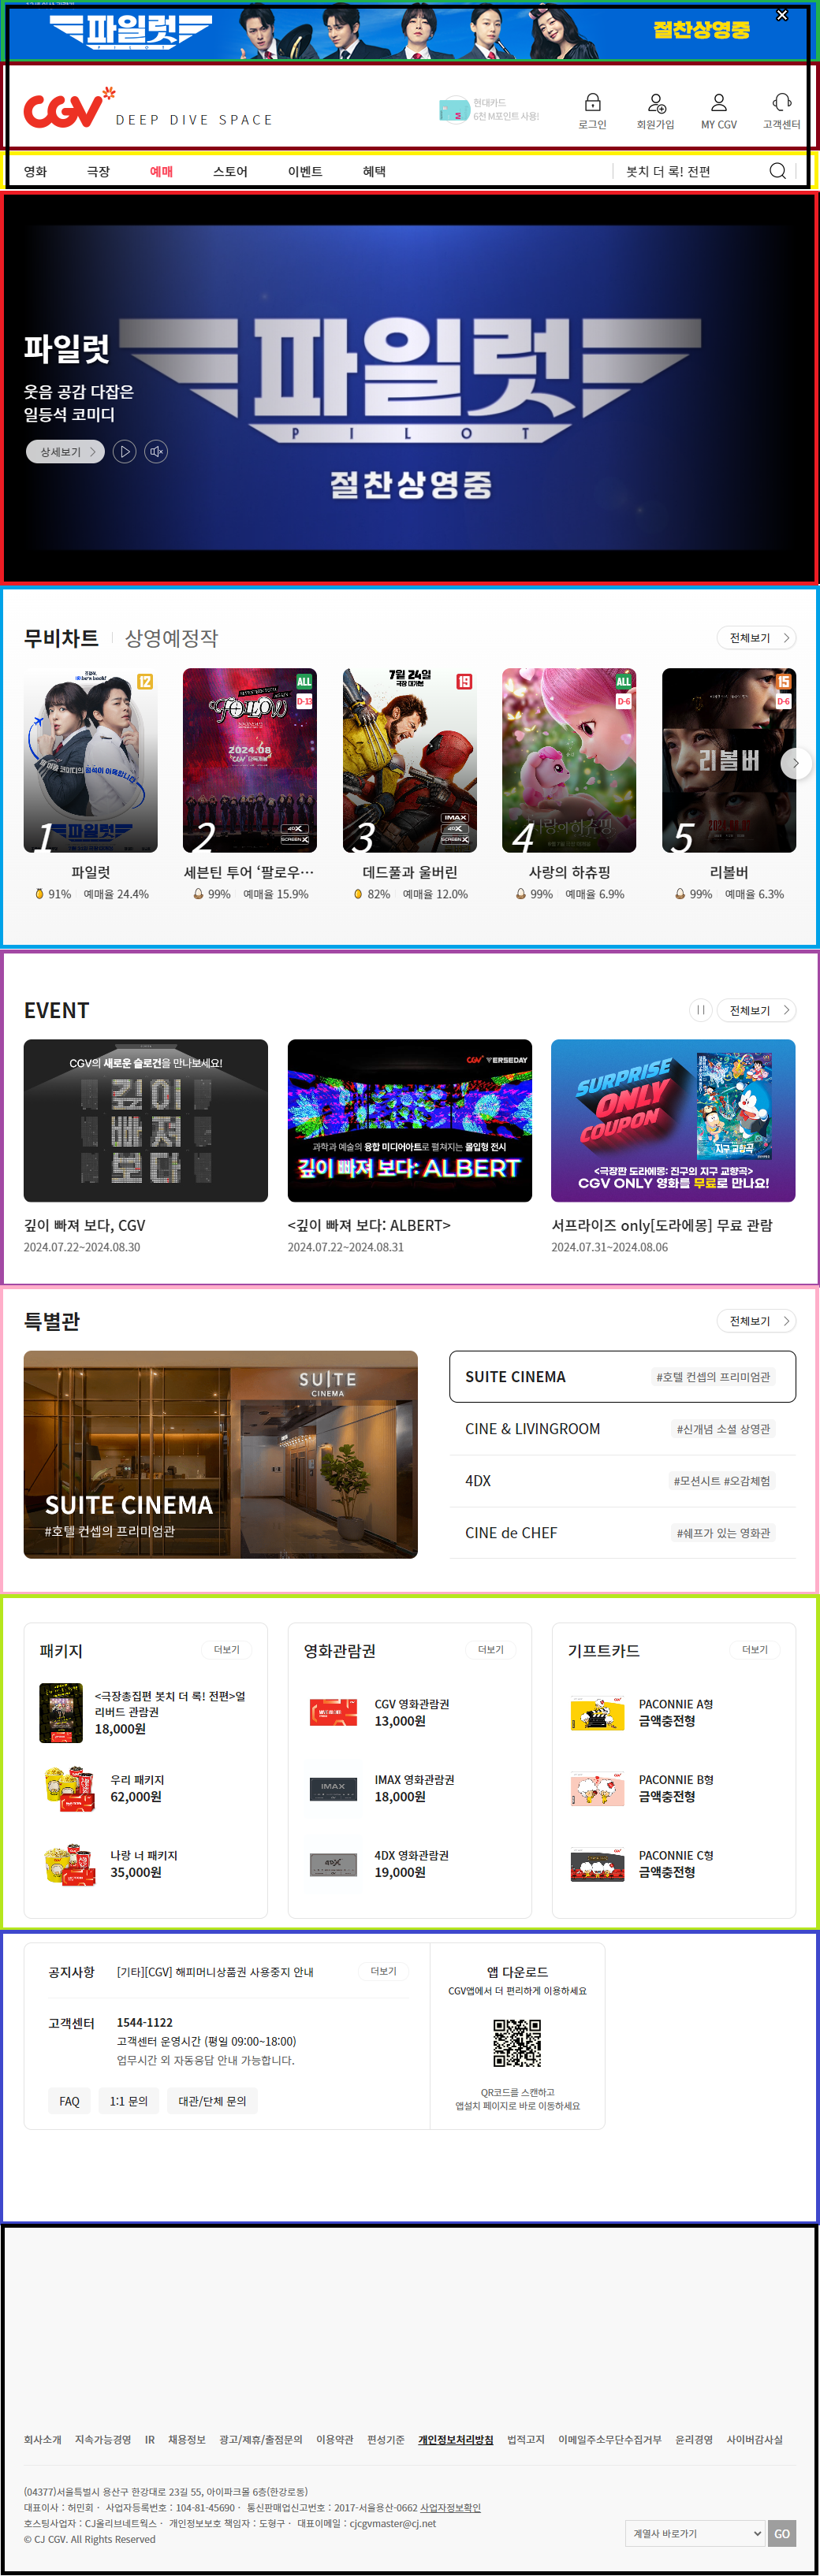 파일럿
PILOT
절찬상영중
CGV
DEEP DIVE SPACE
현대카드
6천 M포인트 사용!
로그인
회원가입
MY CGV
고객센터
영화
극장
예매
스토어
이벤트
혜택
봇치 더 록! 전편
파일럿
PILOT
절찬상영중
파일럿
웃음 공감 다잡은
일등석 코미디
상세보기
무비차트
상영예정작
전체보기
12
파일럿
1
ALL
D-13
FOLLOW
2024.08
4DX
SCREENX
2
7월 24일
극장 대개봉
19
IMAX
4DX
SCREENX
3
ALL
D-6
사랑의 하츄핑
4
15
D-6
리볼버
5
파일럿
91% 예매율 24.4%
세븐틴 투어 ‘팔로우…
99% 예매율 15.9%
데드풀과 울버린
82% 예매율 12.0%
사랑의 하츄핑
99% 예매율 6.9%
리볼버
99% 예매율 6.3%
EVENT
전체보기
CGV의 새로운 슬로건을 만나보세요!
깊이
빠져
보다
CGV VERSEDAY
과학과 예술의 융합 미디어아트로 펼쳐지는 몰입형 전시
깊이 빠져 보다: ALBERT
SURPRISE
ONLY
COUPON
지구 교향곡
<극장판 도라에몽: 진구의 지구 교향곡>
CGV ONLY 영화를 무료로 만나요!
깊이 빠져 보다, CGV
2024.07.22~2024.08.30
<깊이 빠져 보다: ALBERT>
2024.07.22~2024.08.31
서프라이즈 only[도라에몽] 무료 관람
2024.07.31~2024.08.06
특별관
전체보기
SUITE
CINEMA
SUITE CINEMA
#호텔 컨셉의 프리미엄관
SUITE CINEMA #호텔 컨셉의 프리미엄관
CINE & LIVINGROOM #신개념 소셜 상영관
4DX #모션시트 #오감체험
CINE de CHEF #쉐프가 있는 영화관
패키지 더보기
<극장총집편 봇치 더 록! 전편>얼
리버드 관람권
18,000원
우리 패키지
62,000원
나랑 너 패키지
35,000원
영화관람권 더보기
CGV 영화관람권
13,000원
IMAX
IMAX 영화관람권
18,000원
4DX
4DX 영화관람권
19,000원
기프트카드 더보기
PACONNIE A형
금액충전형
PACONNIE B형
금액충전형
PACONNIE C형
금액충전형
공지사항 [기타][CGV] 해피머니상품권 사용중지 안내 더보기
고객센터 1544-1122
고객센터 운영시간 (평일 09:00~18:00)
업무시간 외 자동응답 안내 가능합니다.
FAQ 1:1 문의 대관/단체 문의
앱 다운로드
CGV앱에서 더 편리하게 이용하세요
QR코드를 스캔하고
앱설치 페이지로 바로 이동하세요
회사소개 지속가능경영 IR 채용정보 광고/제휴/출점문의 이용약관 편성기준 개인정보처리방침 법적고지 이메일주소무단수집거부 윤리경영 사이버감사실
(04377)서울특별시 용산구 한강대로 23길 55, 아이파크몰 6층(한강로동)
대표이사 : 허민회 · 사업자등록번호 : 104-81-45690 · 통신판매업신고번호 : 2017-서울용산-0662 사업자정보확인
호스팅사업자 : CJ올리브네트웍스 · 개인정보보호 책임자 : 도형구 · 대표이메일 : cjcgvmaster@cj.net
© CJ CGV. All Rights Reserved
계열사 바로가기 GO